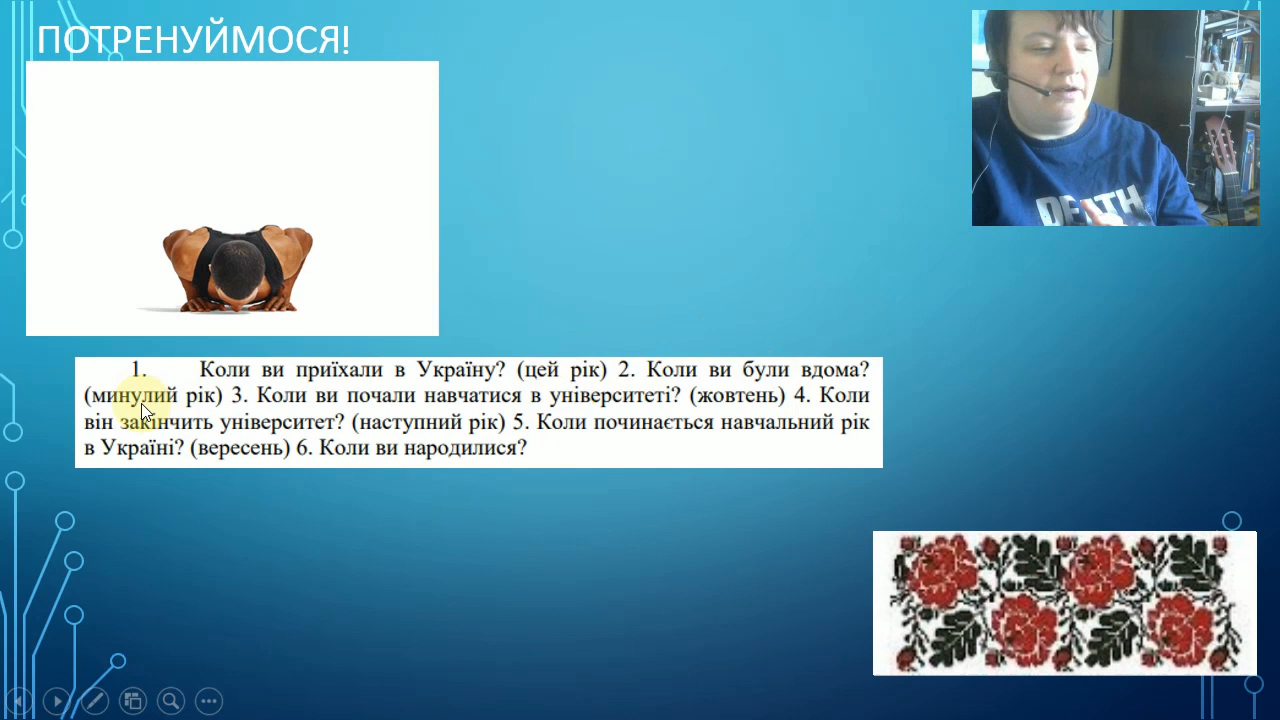 ПОТРЕНУЙМОСЯ!
DEATH
1. Коли ви приїхали в Україну? (цей рік) 2. Коли ви були вдома?
(минулий рік) 3. Коли ви почали навчатися в університеті? (жовтень) 4. Коли
він закінчить університет? (наступний рік) 5. Коли починається навчальний рік
в Україні? (вересень) 6. Коли ви народилися?